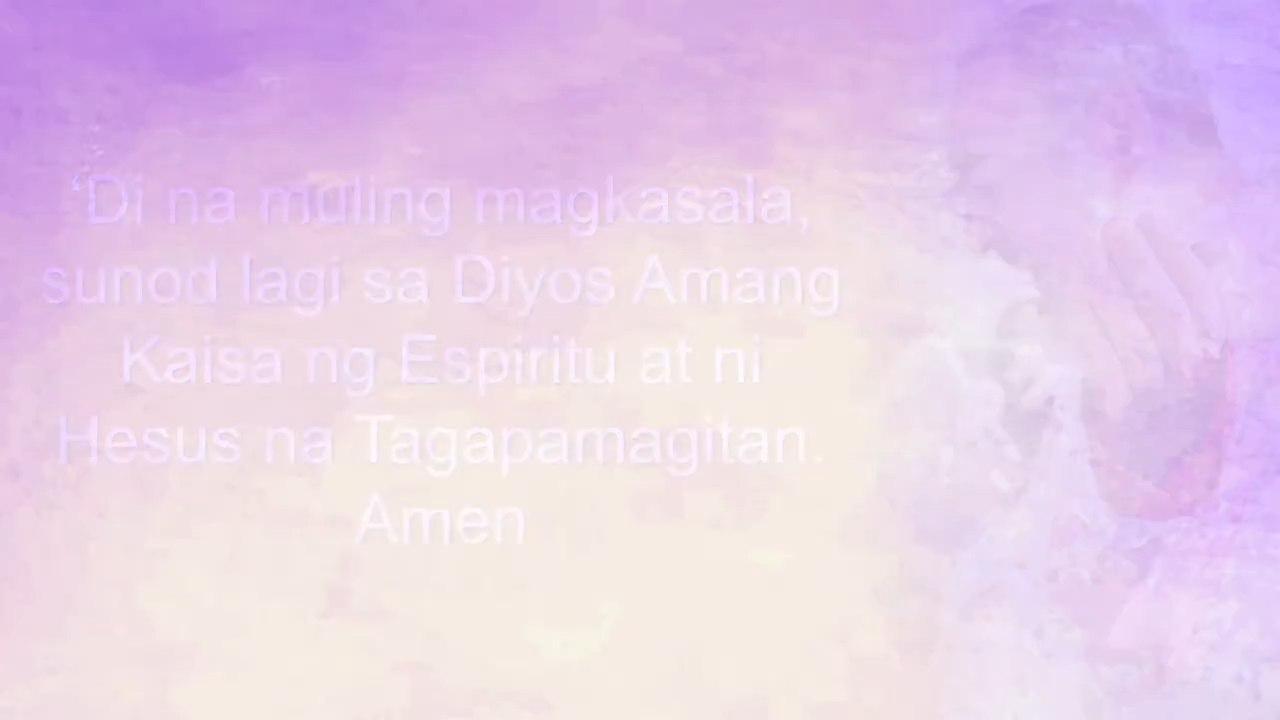 ‘Di na muling magkasala,
sunod lagi sa Diyos Amang
Kaisa ng Espiritu at ni
Hesus na Tagapamagitan.
Amen